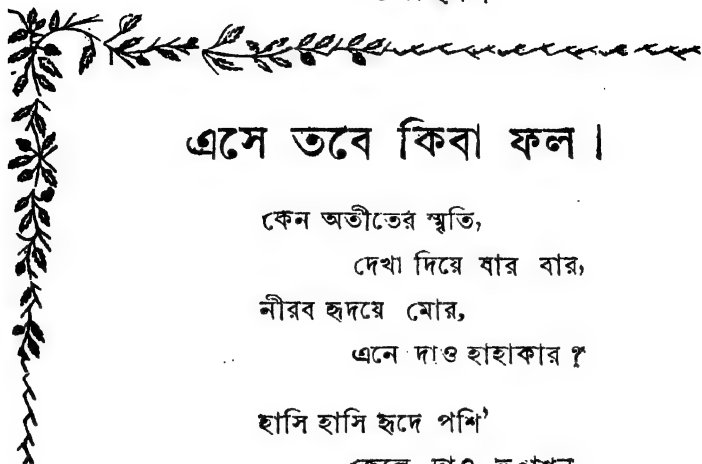 এসে তবে কিবা ফল।
কেন অতীতের স্মৃতি,
দেখা দিয়ে বার বার,
নীরব হৃদয়ে মোর,
এনে দাও হাহাকার ?
হাসি হাসি হৃদে পশি'